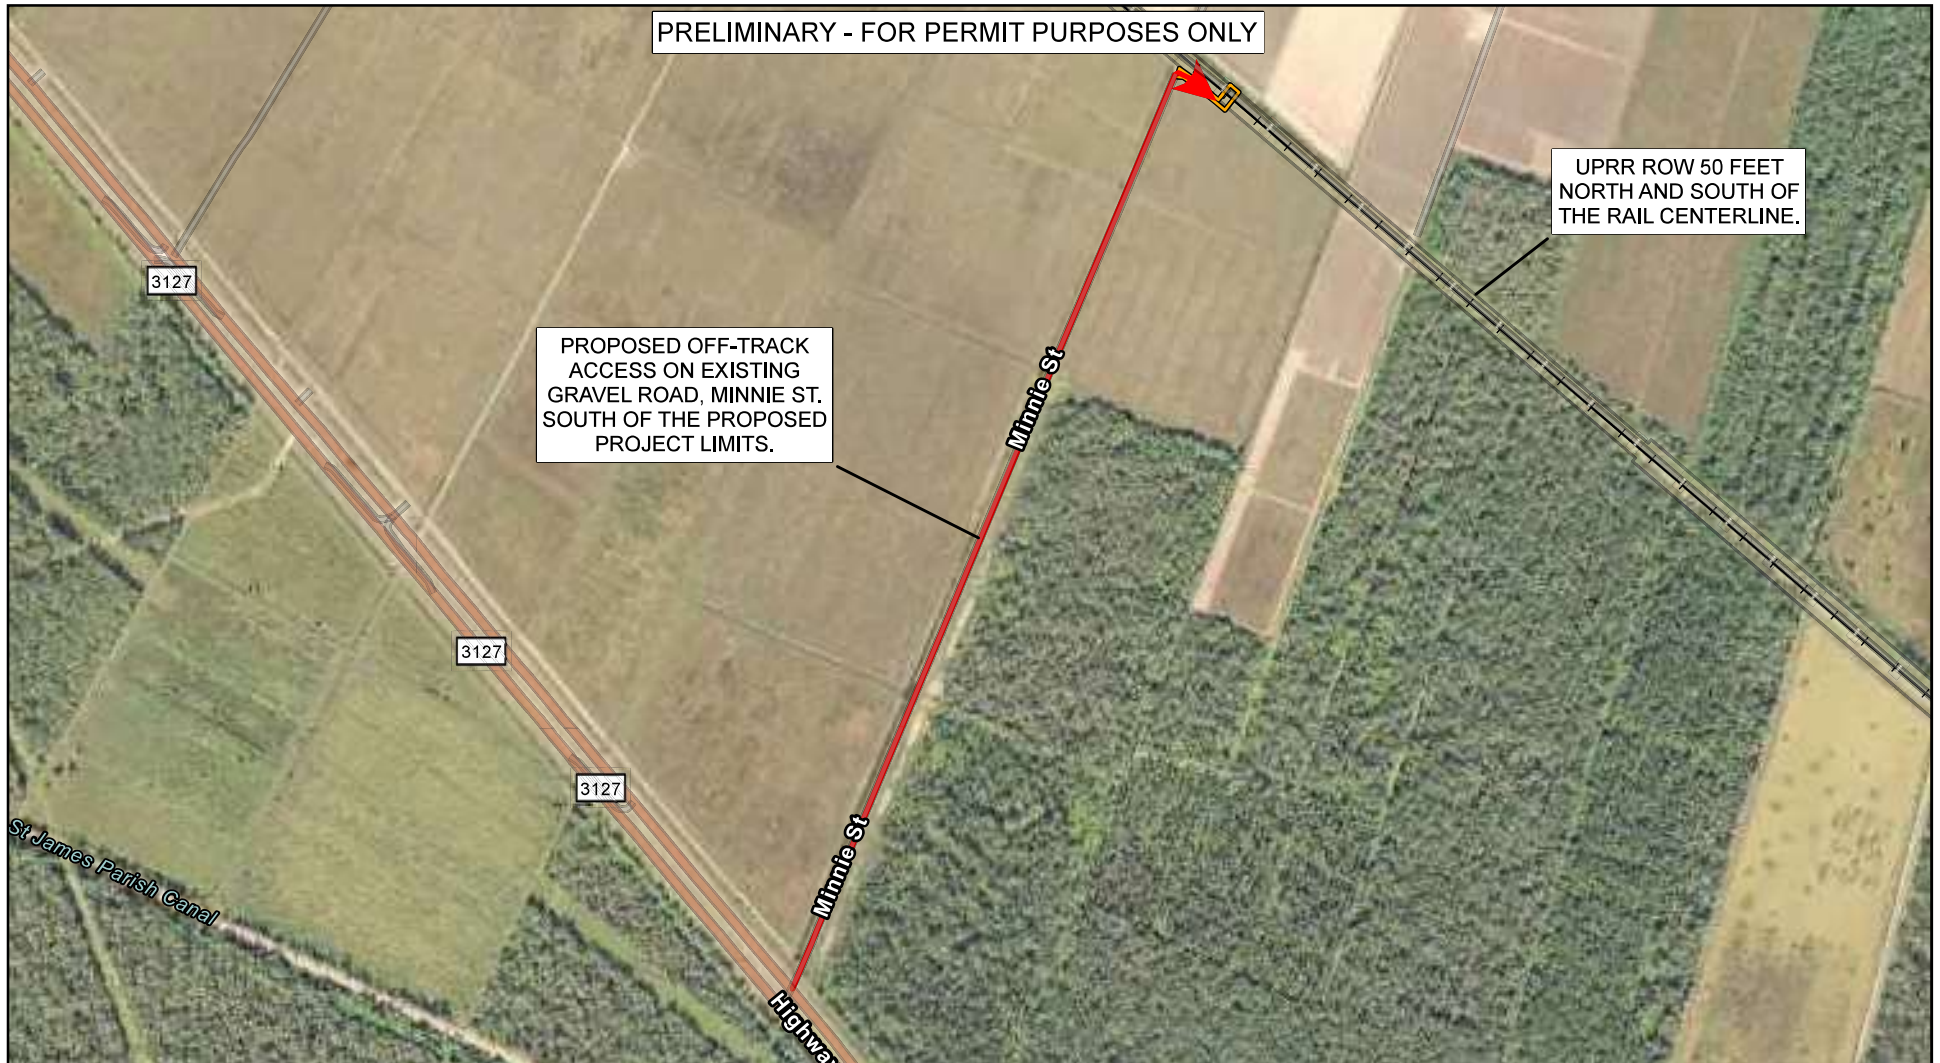 PRELIMINARY - FOR PERMIT PURPOSES ONLY
UPRR ROW 50 FEET
NORTH AND SOUTH OF
THE RAIL CENTERLINE.
3127
PROPOSED OFF-TRACK
ACCESS ON EXISTING
GRAVEL ROAD, MINNIE ST.
SOUTH OF THE PROPOSED
PROJECT LIMITS.
Minnie St
3127
3127
Minnie St
St James Parish Canal
Highway